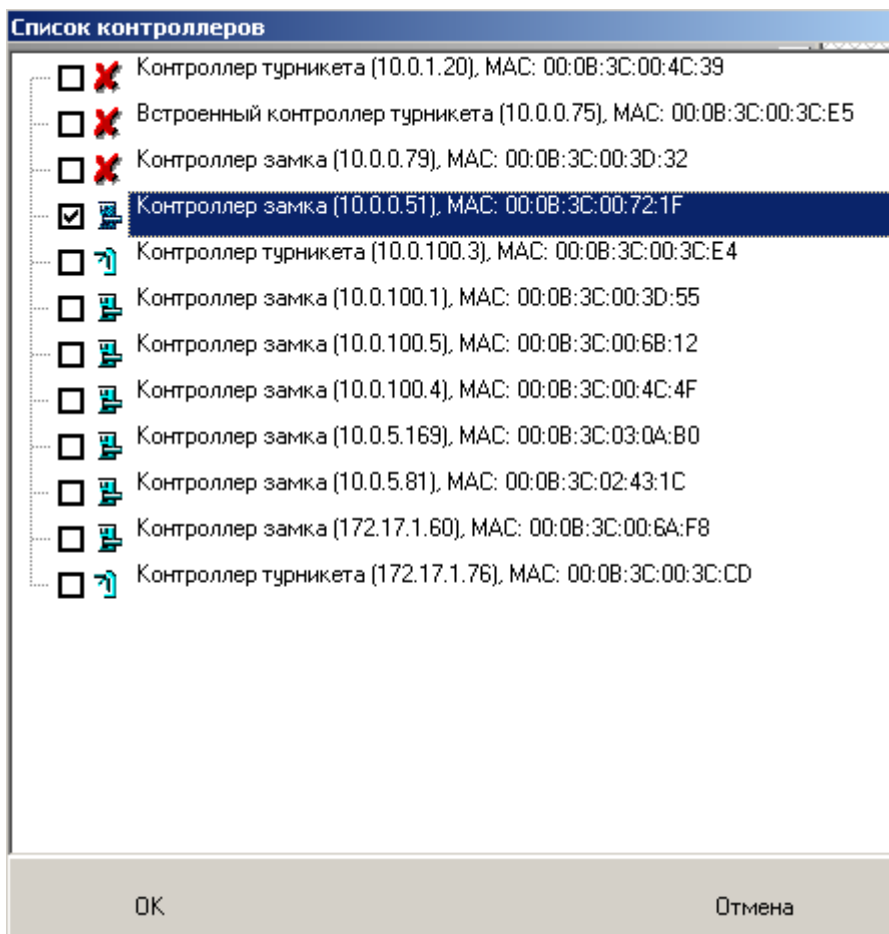 Список контроллеров
Контроллер турникета (10.0.1.20), MAC: 00:0B:3C:00:4C:39
Встроенный контроллер турникета (10.0.0.75), MAC: 00:0B:3C:00:3C:E5
Контроллер замка (10.0.0.79), MAC: 00:0B:3C:00:3D:32
Контроллер замка (10.0.0.51), MAC: 00:0B:3C:00:72:1F
Контроллер турникета (10.0.100.3), MAC: 00:0B:3C:00:3C:E4
Контроллер замка (10.0.100.1), MAC: 00:0B:3C:00:3D:55
Контроллер замка (10.0.100.5), MAC: 00:0B:3C:00:6B:12
Контроллер замка (10.0.100.4), MAC: 00:0B:3C:00:4C:4F
Контроллер замка (10.0.5.169), MAC: 00:0B:3C:03:0A:B0
Контроллер замка (10.0.5.81), MAC: 00:0B:3C:02:43:1C
Контроллер замка (172.17.1.60), MAC: 00:0B:3C:00:6A:F8
Контроллер турникета (172.17.1.76), MAC: 00:0B:3C:00:3C:CD
OK Отмена